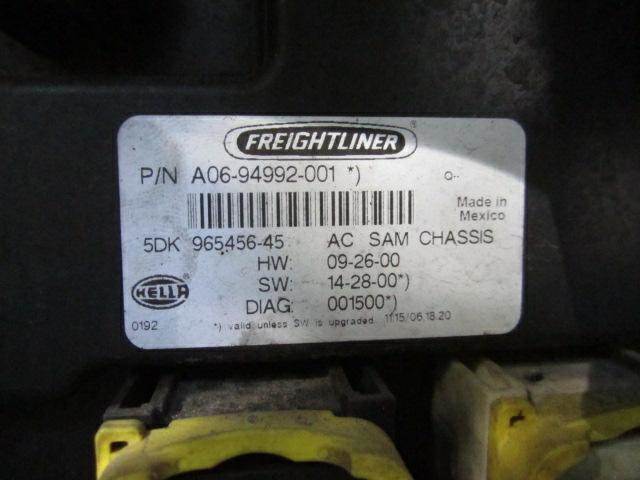 FREIGHTLINER ®
P/N A06-94992-001 *)
Q--
Made in
Mexico
5DK 965456-45 AC SAM CHASSIS
HW: 09-26-00
SW: 14-28-00*)
DIAG: 001500*)
HELLA
0192
*) valid unless SW is upgraded 11.15/06.18.20